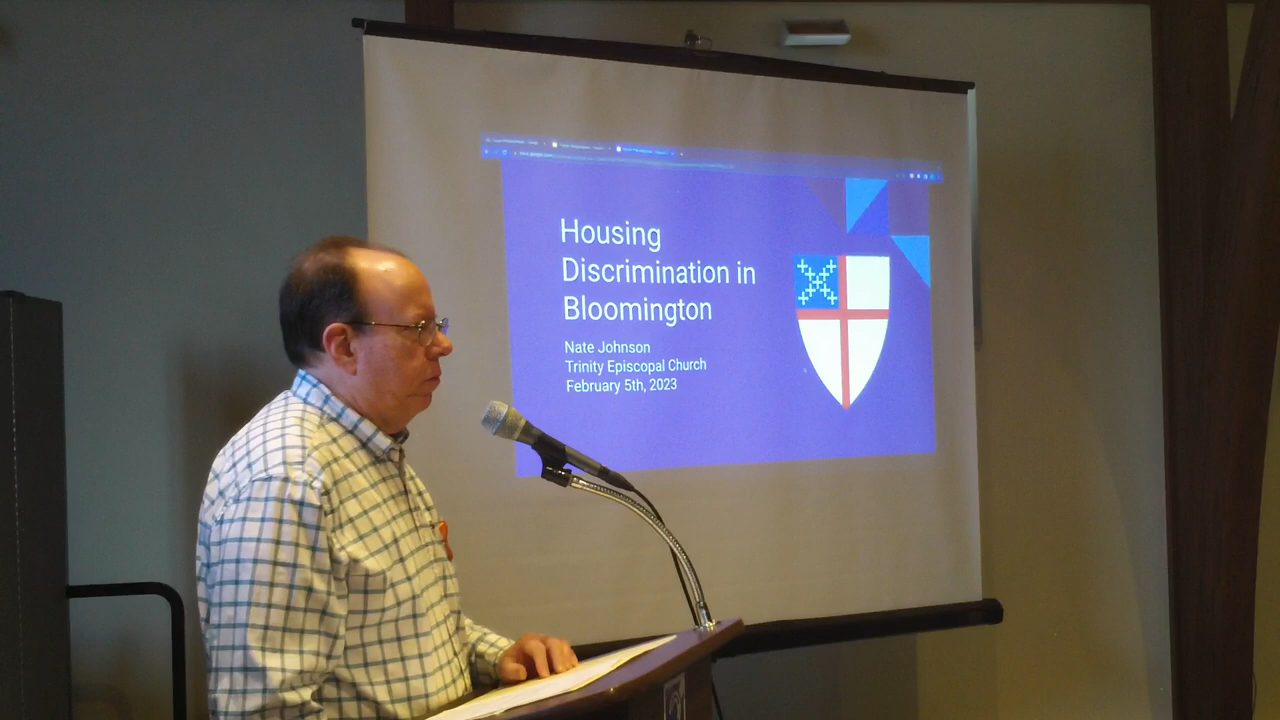 Housing
Discrimination in
Bloomington
Nate Johnson
Trinity Episcopal Church
February 5th, 2023